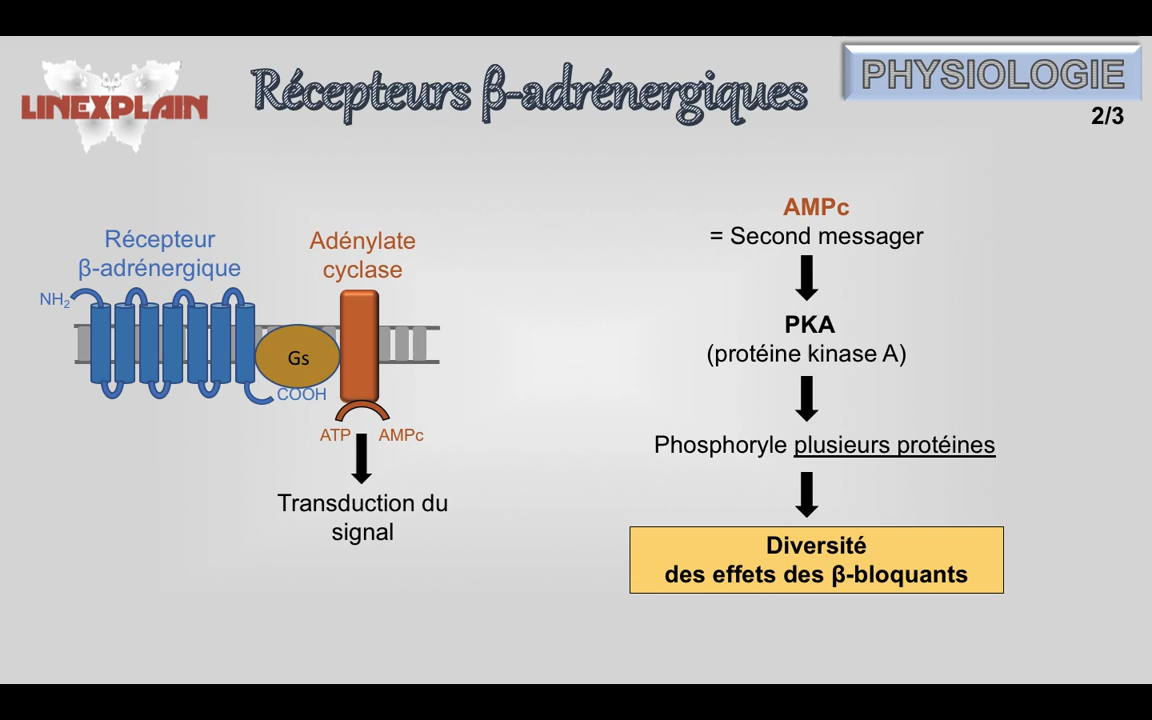 LINEXPLAIN
Récepteurs β-adrénergiques
PHYSIOLOGIE
2/3
Récepteur
β-adrénergique
Adénylate
cyclase
NH2
Gs
COOH
ATP
AMPc
Transduction du
signal
AMPc
= Second messager
PKA
(protéine kinase A)
Phosphoryle plusieurs protéines
Diversité
des effets des β-bloquants